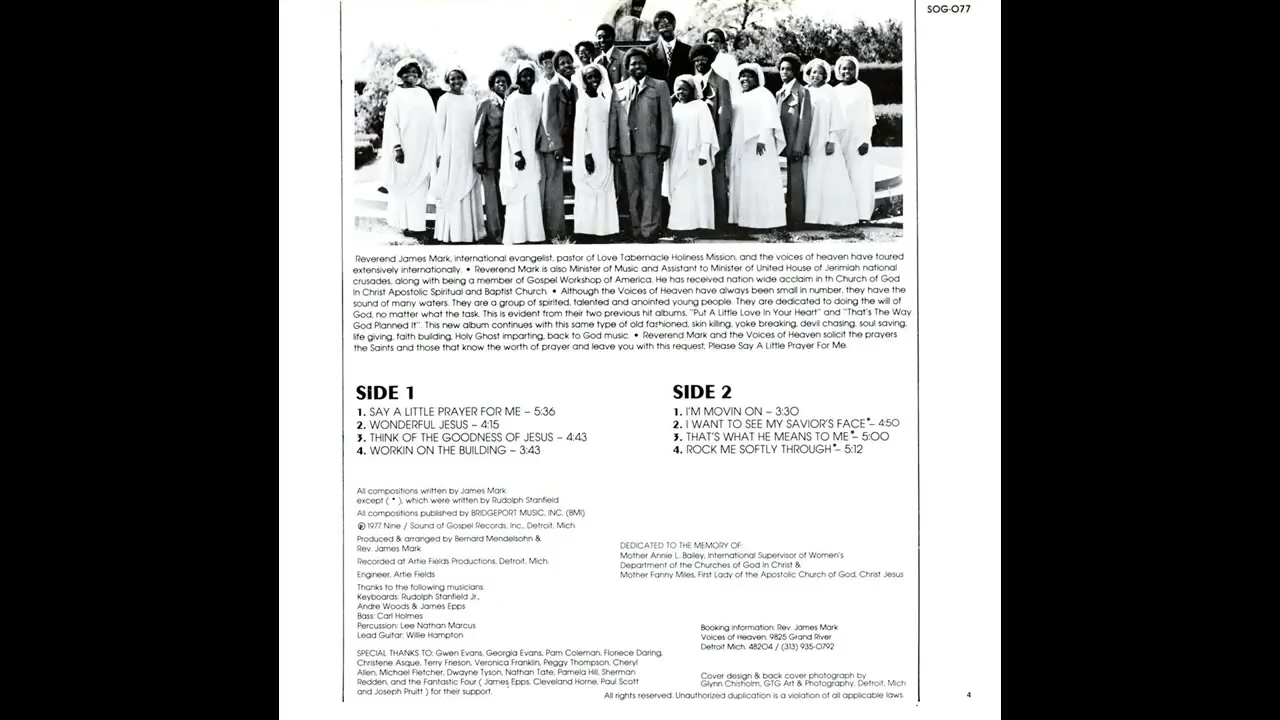 SOG-077
Reverend James Mark, international evangelist, pastor of Love Tabernacle Holiness Mission, and the voices of heaven have toured
extensively internationally. • Reverend Mark is also Minister of Music and Assistant to Minister of United House of Jerimiah national
crusades, along with being a member of Gospel Workshop of America. He has received nation wide acclaim in th Church of God
In Christ Apostolic Spiritual and Baptist Church. • Although the Voices of Heaven have always been small in number, they have the
sound of many waters. They are a group of spirited, talented and anointed young people. They are dedicated to doing the will of
God, no matter what the task. This is evident from their two previous hit albums, "Put A Little Love In Your Heart" and "That's The Way
God Planned It". This new album continues with this same type of old fashioned, skin killing, yoke breaking, devil chasing, soul saving,
life giving, faith building, Holy Ghost imparting, back to God music. • Reverend Mark and the Voices of Heaven solicit the prayers
the Saints and those that know the worth of prayer and leave you with this request; Please Say A Little Prayer For Me.
SIDE 1
1. SAY A LITTLE PRAYER FOR ME – 5:36
2. WONDERFUL JESUS – 4:15
3. THINK OF THE GOODNESS OF JESUS – 4:43
4. WORKIN ON THE BUILDING – 3:43
SIDE 2
1. I'M MOVIN ON – 3:30
2. I WANT TO SEE MY SAVIOR'S FACE*– 4:50
3. THAT'S WHAT HE MEANS TO ME*– 5:00
4. ROCK ME SOFTLY THROUGH*– 5:12
All compositions written by James Mark
except ( * ), which were written by Rudolph Stanfield
All compositions published by BRIDGEPORT MUSIC, INC. (BMI)
℗ 1977 Nine / Sound of Gospel Records, Inc., Detroit, Mich.
Produced & arranged by Bernard Mendelsohn &
Rev. James Mark
Recorded at Artie Fields Productions, Detroit, Mich.
Engineer, Artie Fields
Thanks to the following musicians
Keyboards: Rudolph Stanfield Jr.,
Andre Woods & James Epps
Bass: Carl Holmes
Percussion: Lee Nathan Marcus
Lead Guitar: Willie Hampton
SPECIAL THANKS TO: Gwen Evans, Georgia Evans, Pam Coleman, Floriece Daring,
Christene Asque, Terry Frieson, Veronica Franklin, Peggy Thompson, Cheryl
Allen, Michael Fletcher, Dwayne Tyson, Nathan Tate, Pamela Hill, Sherman
Redden, and the Fantastic Four ( James Epps, Cleveland Horne, Paul Scott
and Joseph Pruitt ) for their support.
DEDICATED TO THE MEMORY OF:
Mother Annie L. Bailey, International Supervisor of Women's
Department of the Churches of God In Christ &
Mother Fanny Miles, First Lady of the Apostolic Church of God, Christ Jesus
Booking information: Rev. James Mark
Voices of Heaven, 9825 Grand River
Detroit Mich. 48204 / (313) 935-0792
Cover design & back cover photograph by
Glynn Chisholm, GTG Art & Photography, Detroit, Mich
All rights reserved. Unauthorized duplication is a violation of all applicable laws.
4